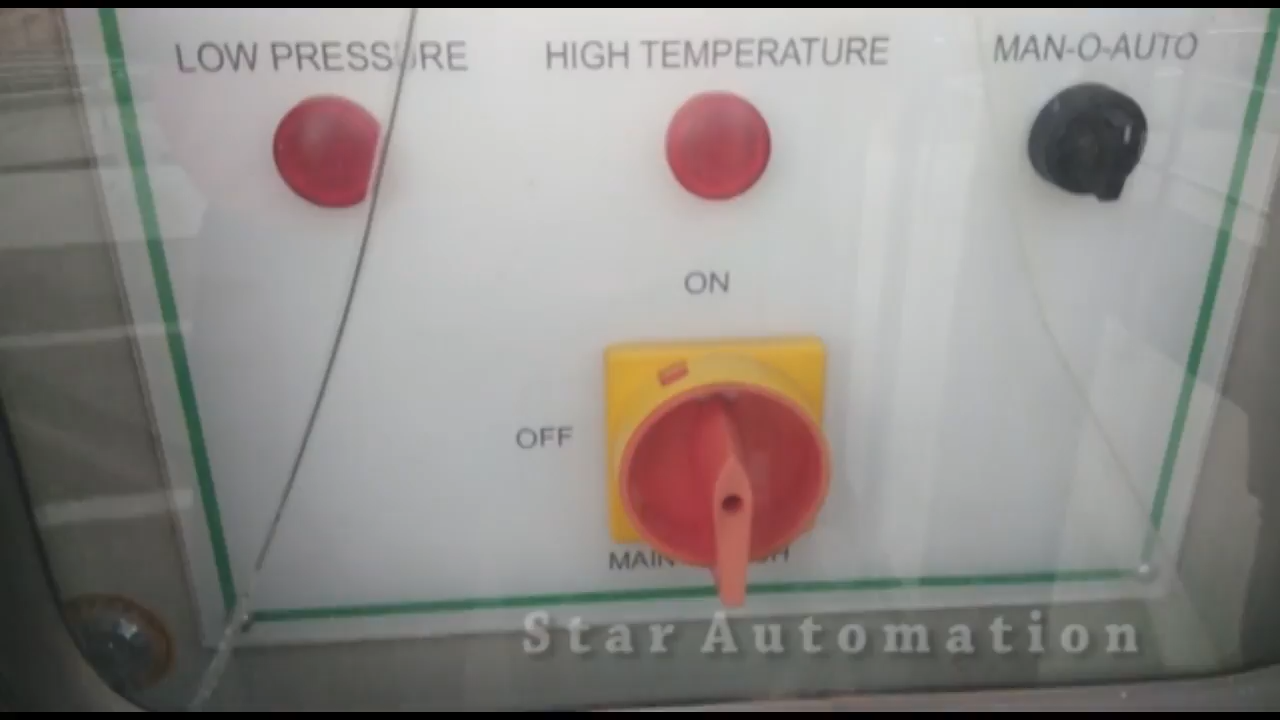 LOW PRESSURE HIGH TEMPERATURE MAN-O-AUTO
ON
OFF
MAIN
Star Automation